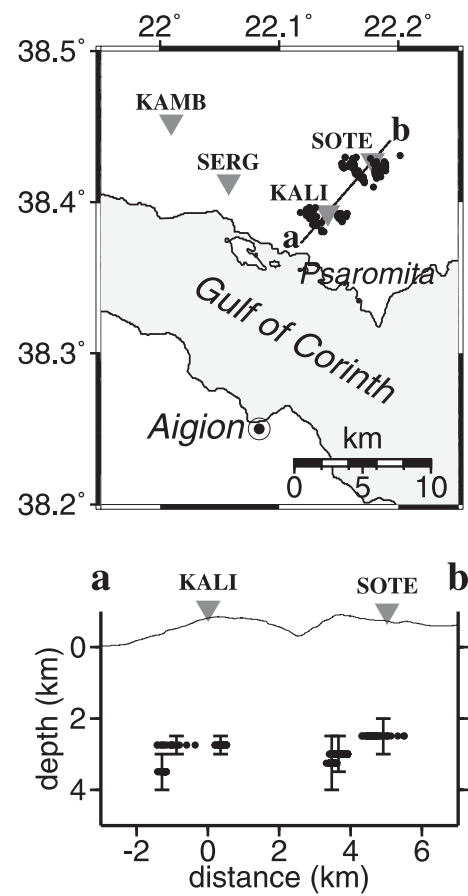 22˚ 22.1˚ 22.2˚
38.5˚
KAMB
SOTE b
SERG
KALI
38.4˚
a
Psaromita
Gulf of Corinth
38.3˚
Aigion
km
0 5 10
38.2˚
a KALI SOTE b
0
2
4
depth (km)
-2 0 2 4 6
distance (km)